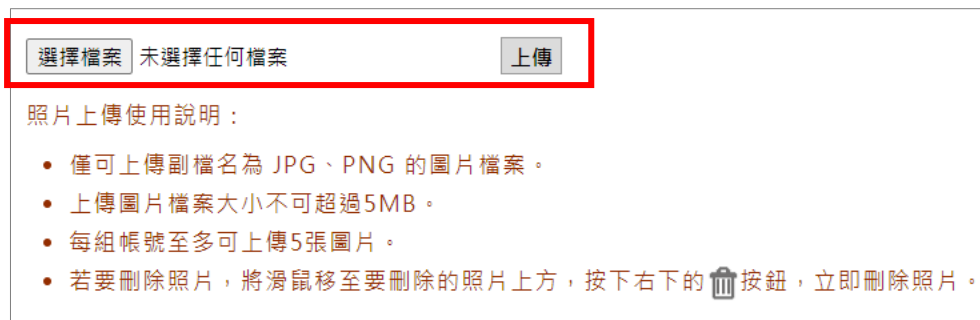 選擇檔案 未選擇任何檔案 上傳
照片上傳使用說明：
• 僅可上傳副檔名為 JPG、PNG 的圖片檔案。
• 上傳圖片檔案大小不可超過5MB。
• 每組帳號至多可上傳5張圖片。
• 若要刪除照片，將滑鼠移至要刪除的照片上方，按下右下的按鈕，立即刪除照片。